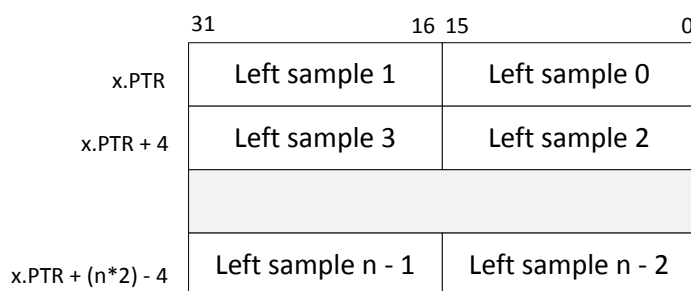 31 16 15 0
x.PTR Left sample 1 Left sample 0
x.PTR + 4 Left sample 3 Left sample 2
x.PTR + (n*2) - 4 Left sample n - 1 Left sample n - 2